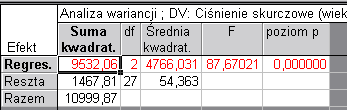 Analiza wariancji ; DV: Ciśnienie skurczowe (wiek
Efekt Suma kwadrat. df Średnia kwadrat. F poziom p
Regres. 9532,06 2 4766,031 87,67021 0,000000
Reszta 1467,81 27 54,363
Razem 10999,87